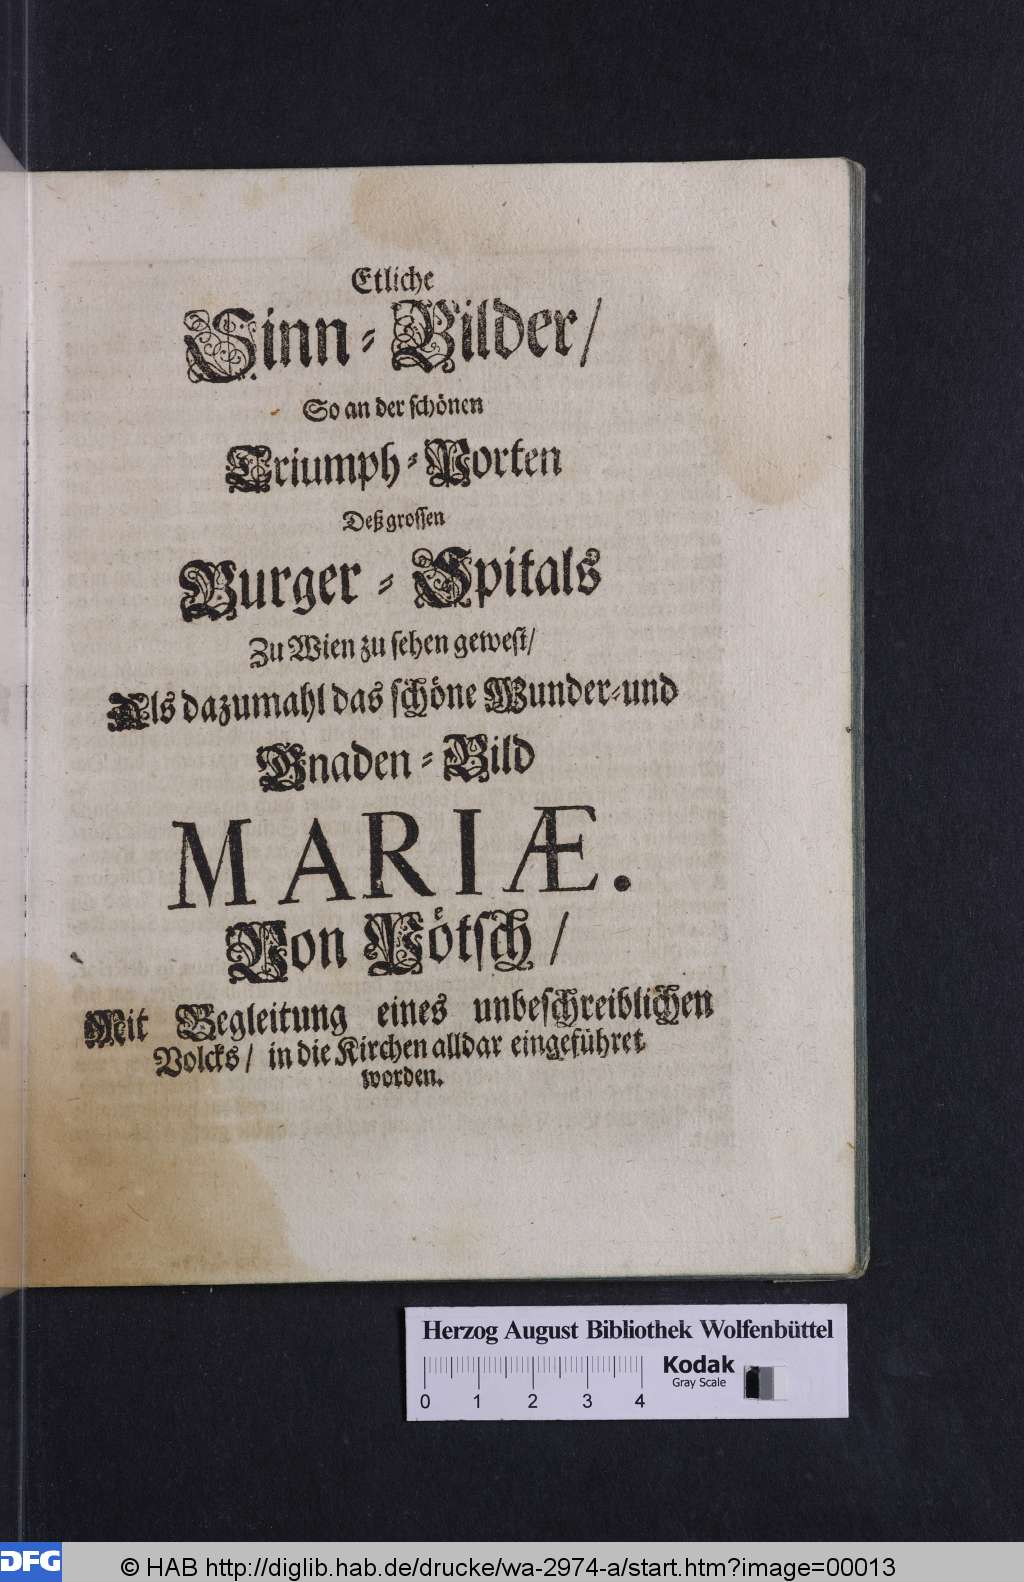 Etliche
Sinn-Bilder/
So an der schönen
Triumph-Porten
Deß grossen
Burger-Spitals
Zu Wien zu sehen gewest/
Als dazumahl das schöne Wunder-und
Gnaden-Bild
MARIÆ.
Von Pötsch/
Mit Begleitung eines unbeschreiblichen
Volcks/ in die Kirchen alldar eingeführet
worden.
Herzog August Bibliothek Wolfenbüttel
Kodak
Gray Scale
0 1 2 3 4
DFG
© HAB http://diglib.hab.de/drucke/wa-2974-a/start.htm?image=00013